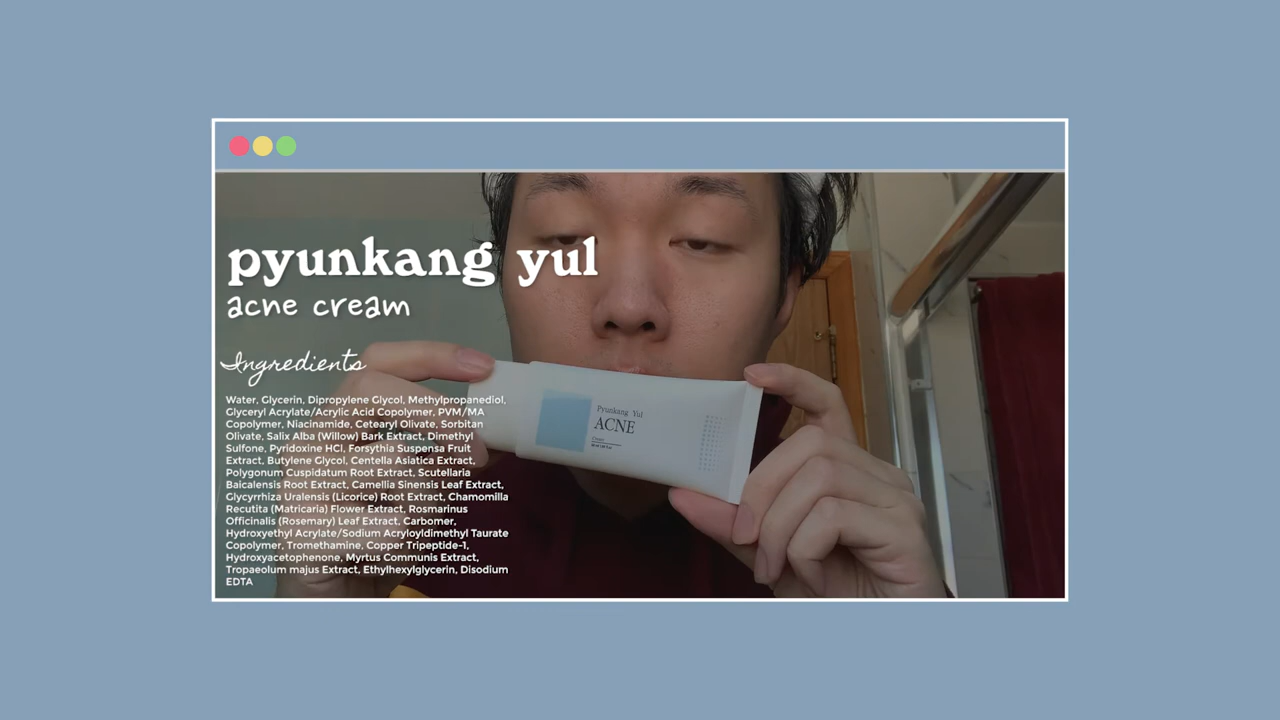 pyunkang yul
acne cream
Ingredients
Water, Glycerin, Dipropylene Glycol, Methylpropanediol,
Glyceryl Acrylate/Acrylic Acid Copolymer, PVM/MA
Copolymer, Niacinamide, Cetearyl Olivate, Sorbitan
Olivate, Salix Alba (Willow) Bark Extract, Dimethyl
Sulfone, Pyridoxine HCl, Forsythia Suspensa Fruit
Extract, Butylene Glycol, Centella Asiatica Extract,
Polygonum Cuspidatum Root Extract, Scutellaria
Baicalensis Root Extract, Camellia Sinensis Leaf Extract,
Glycyrrhiza Uralensis (Licorice) Root Extract, Chamomilla
Recutita (Matricaria) Flower Extract, Rosmarinus
Officinalis (Rosemary) Leaf Extract, Carbomer,
Hydroxyethyl Acrylate/Sodium Acryloyldimethyl Taurate
Copolymer, Tromethamine, Copper Tripeptide-1,
Hydroxyacetophenone, Myrtus Communis Extract,
Tropaeolum majus Extract, Ethylhexylglycerin, Disodium
EDTA
Pyunkang Yul
ACNE
Cream